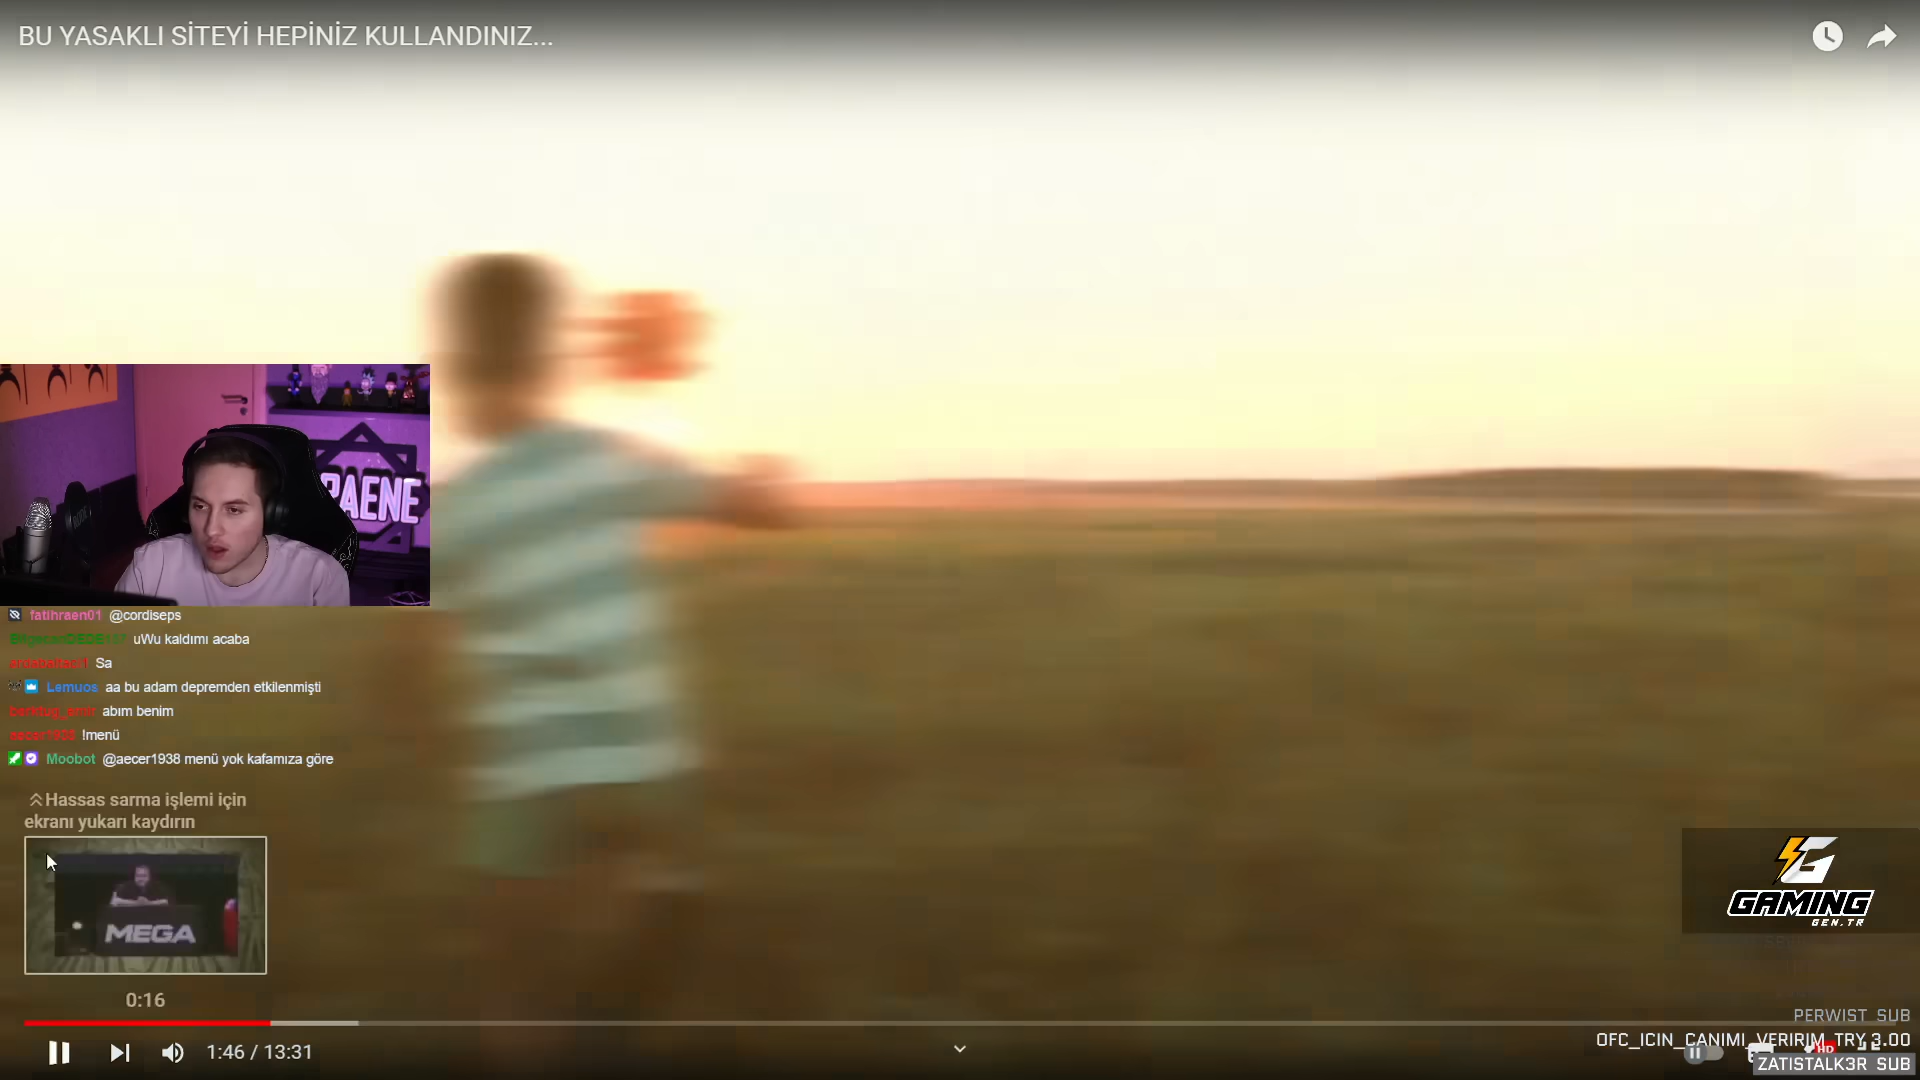 BU YASAKLI SİTEYİ HEPİNİZ KULLANDINIZ...
RAENE
fatihraen01 @cordiseps
uWu kaldımı acaba
Sa
Lemuos aa bu adam depremden etkilenmişti
abım benim
aecer1938 !menü
Moobot @aecer1938 menü yok kafamıza göre
Hassas sarma işlemi için
ekranı yukarı kaydırın
MEGA
0:16
1:46 / 13:31
GAMING
GEN.TR
PERWIST SUB
OFC_ICIN_CANIMI_VERIRIM TRY 3.00
HD
ZATISTALK3R SUB